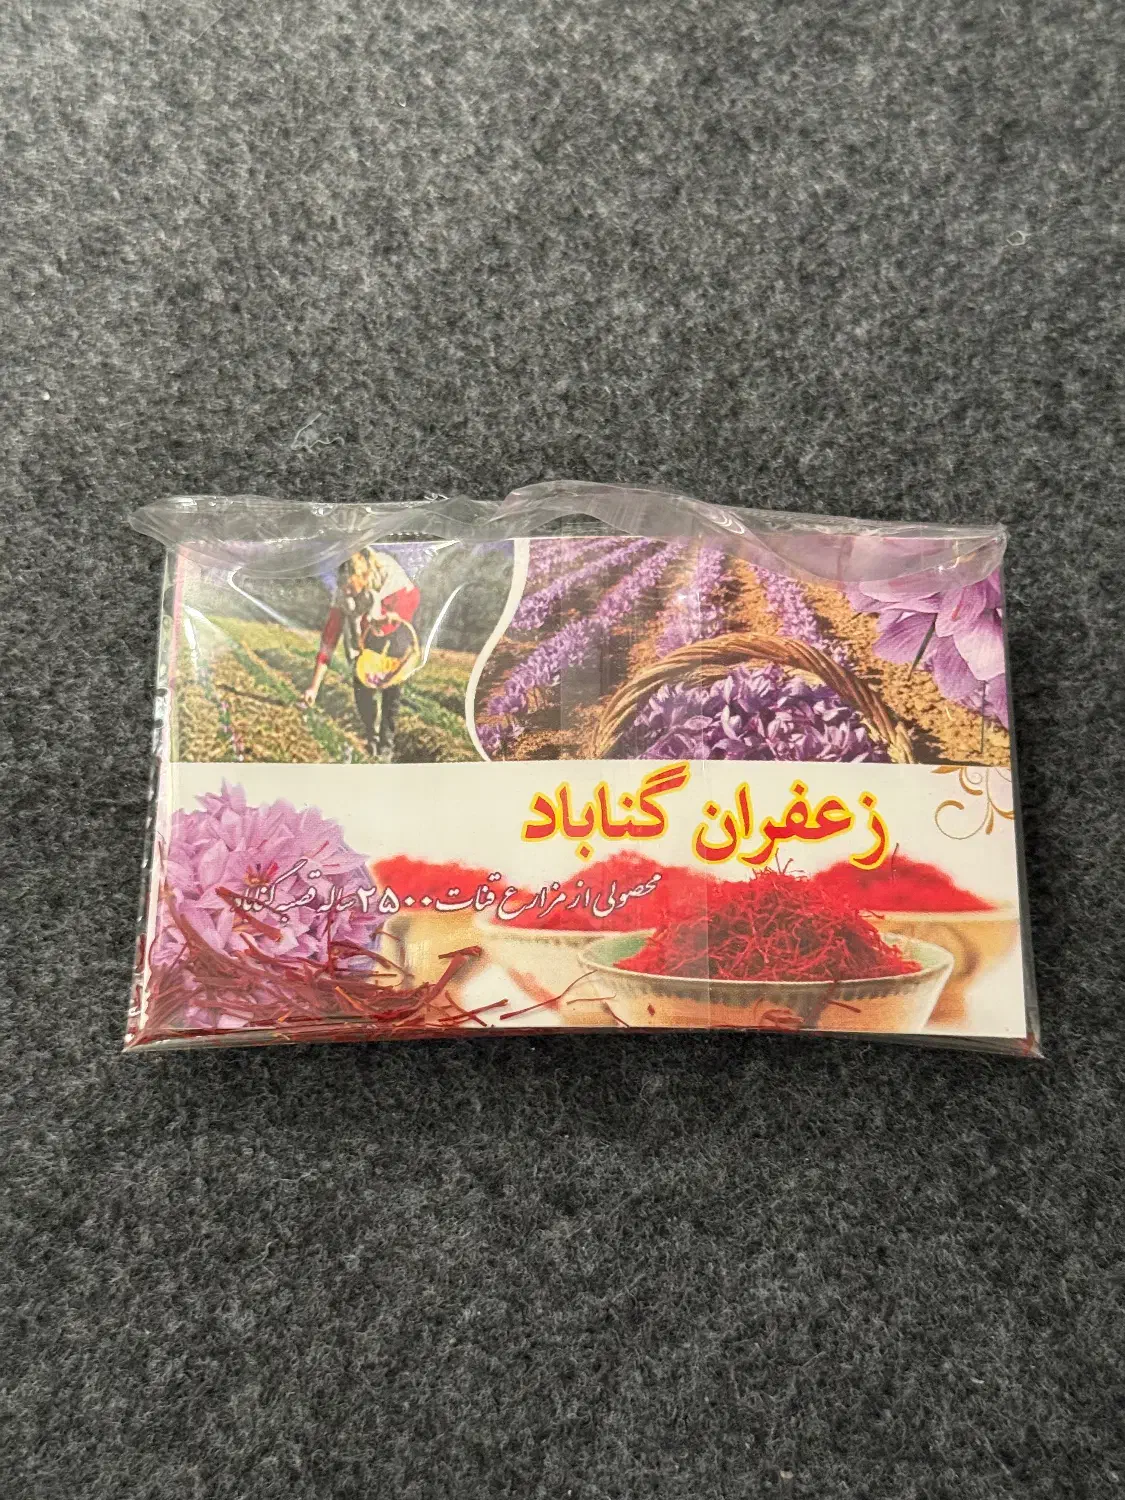 زعفران گناباد
محصولی از مزارع قنات ۲۵۰۰ ساله قصبه گناباد